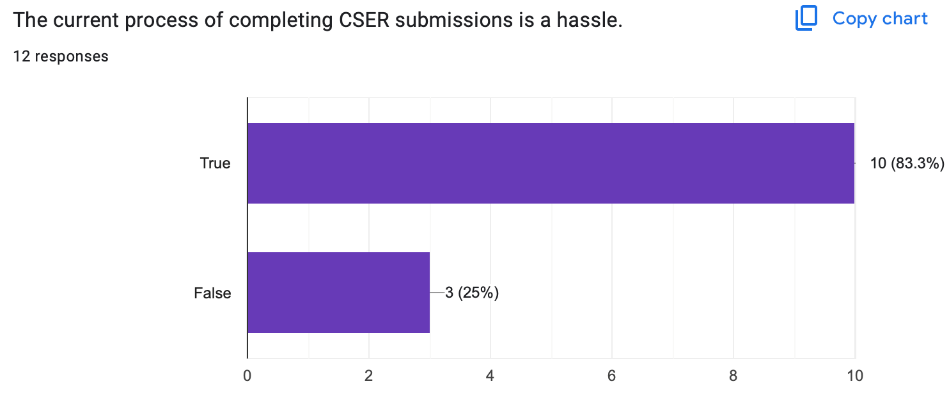 The current process of completing CSER submissions is a hassle.
Copy chart
12 responses
True
10 (83.3%)
False
3 (25%)
0 2 4 6 8 10